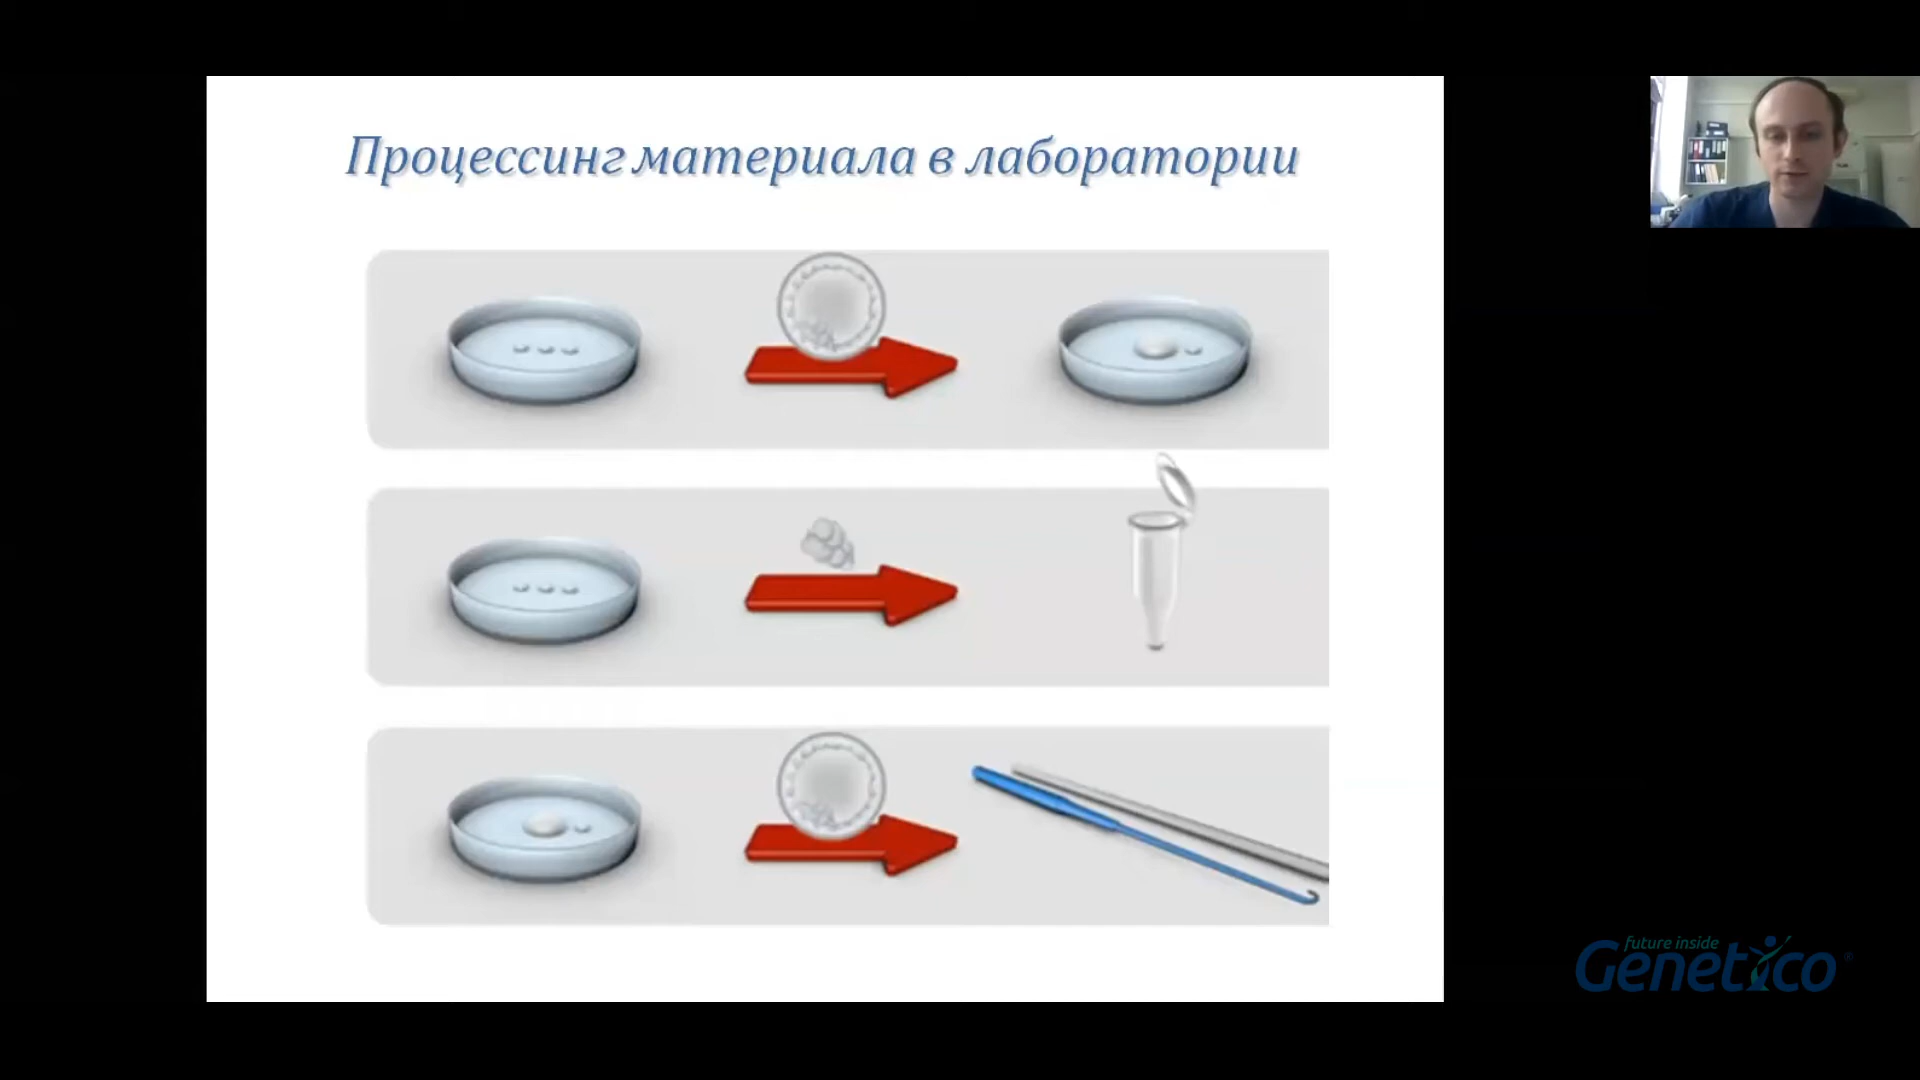 Процессинг материала в лаборатории
future inside
Genetico®